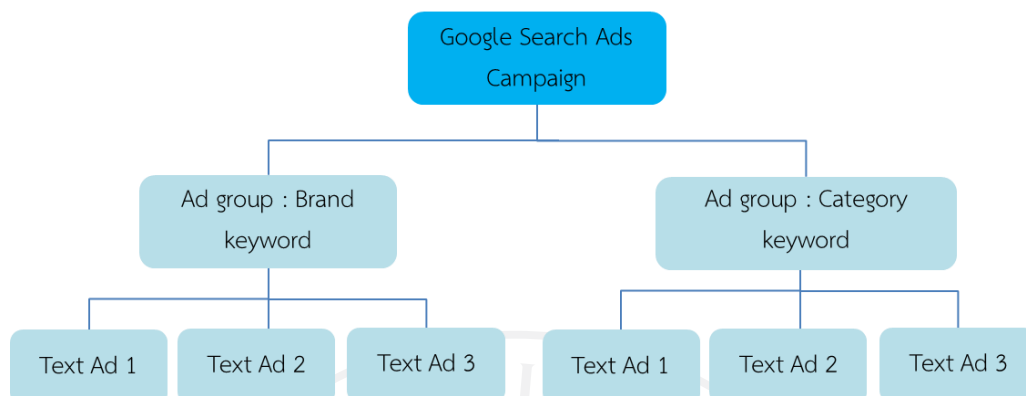 Google Search Ads
Campaign
Ad group : Brand
keyword
Ad group : Category
keyword
Text Ad 1
Text Ad 2
Text Ad 3
Text Ad 1
Text Ad 2
Text Ad 3